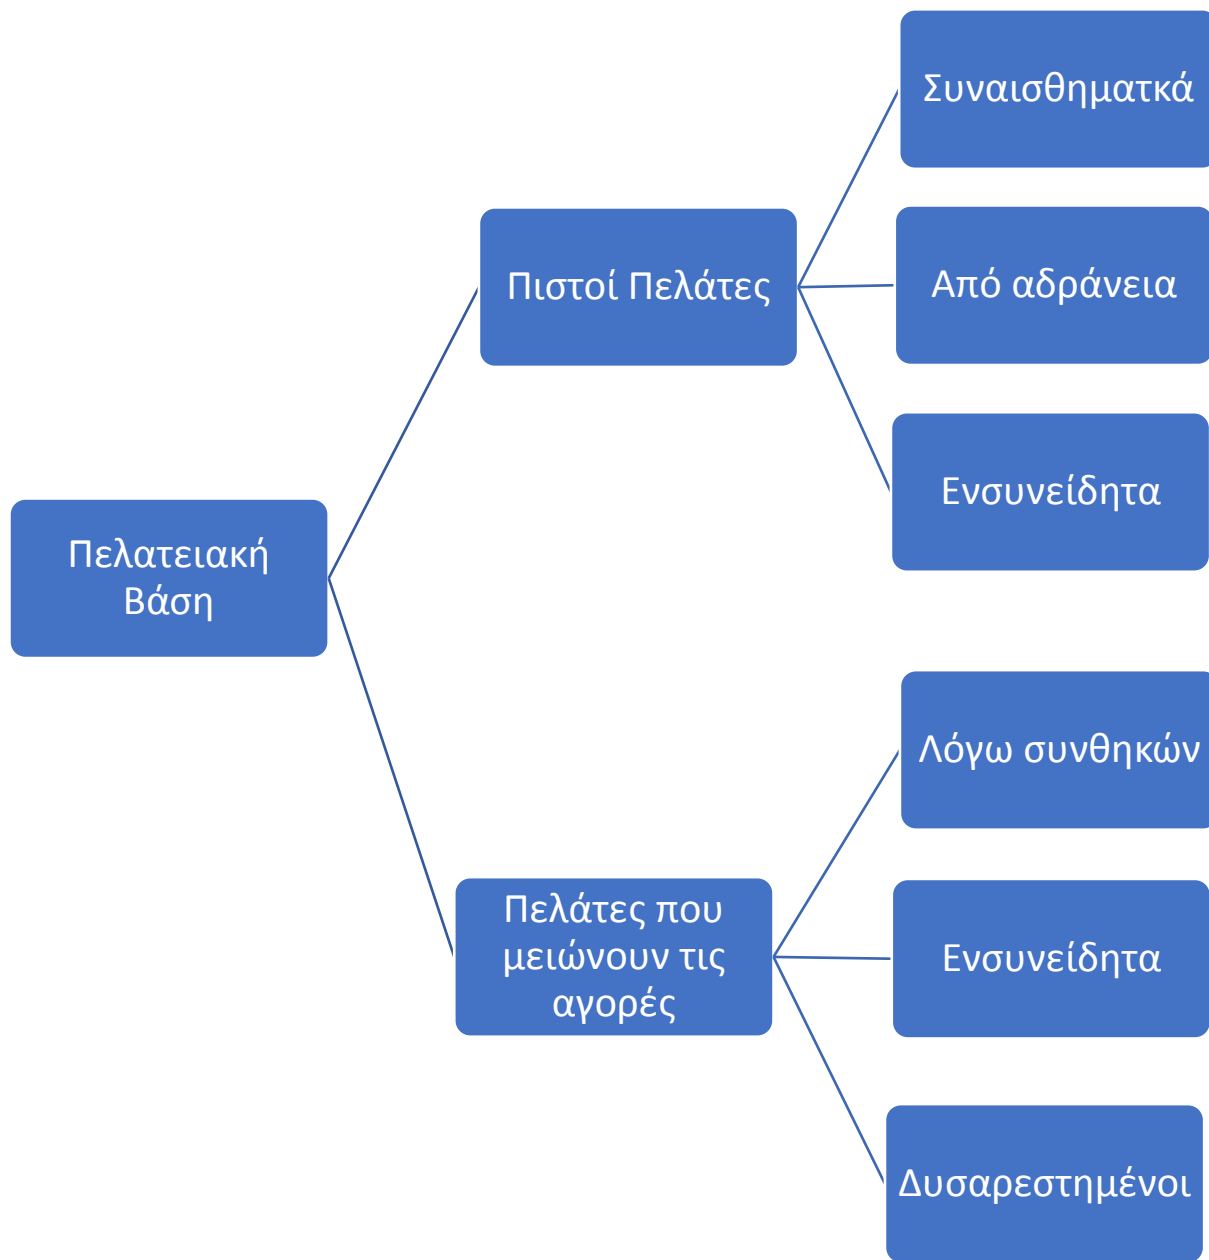 Συναισθηματκά
Πιστοί Πελάτες
Από αδράνεια
Ενσυνείδητα
Πελατειακή
Βάση
Λόγω συνθηκών
Πελάτες που
μειώνουν τις
αγορές
Ενσυνείδητα
Δυσαρεστημένοι